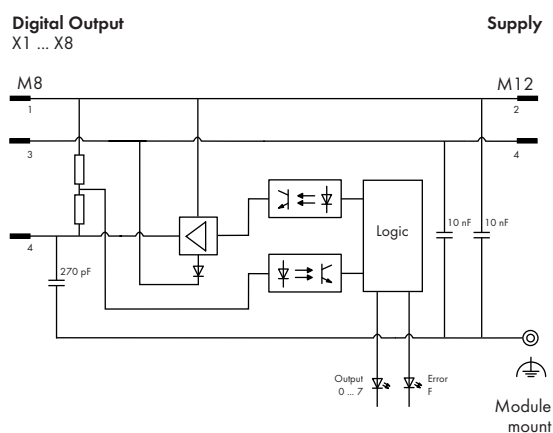 Digital Output
X1 ... X8
Supply
M8
M12
1
2
3
4
4
Logic
10 nF
10 nF
270 pF
Output
0 ... 7
Error
F
Module
mount